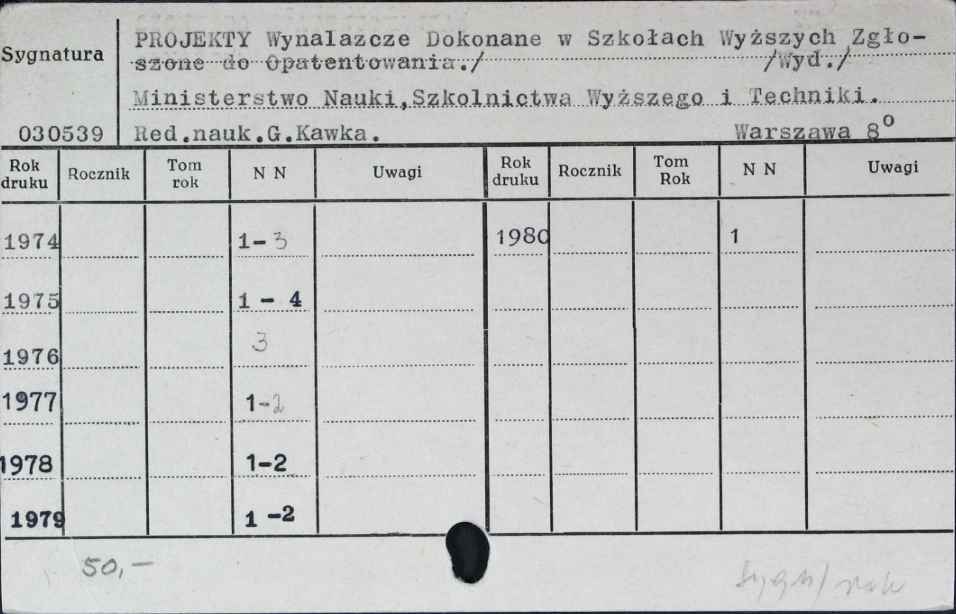 PROJEKTY Wynalazcze Dokonane w Szkołach Wyższych ,Zgło-
Sygnatura szone do Opatentowania./ /Wyd./
Ministerstwo Nauki,Szkolnictwa Wyższego i Techniki.
030539 Red.nauk.G.Kawka. Warszawa 8°
Rok druku Rocznik Tom rok N N Uwagi Rok druku Rocznik Tom Rok N N Uwagi
1974 1-3 1980 1
1975 1 - 4
1976 3
1977 1-2
1978 1-2
1979 1 -2
50,-